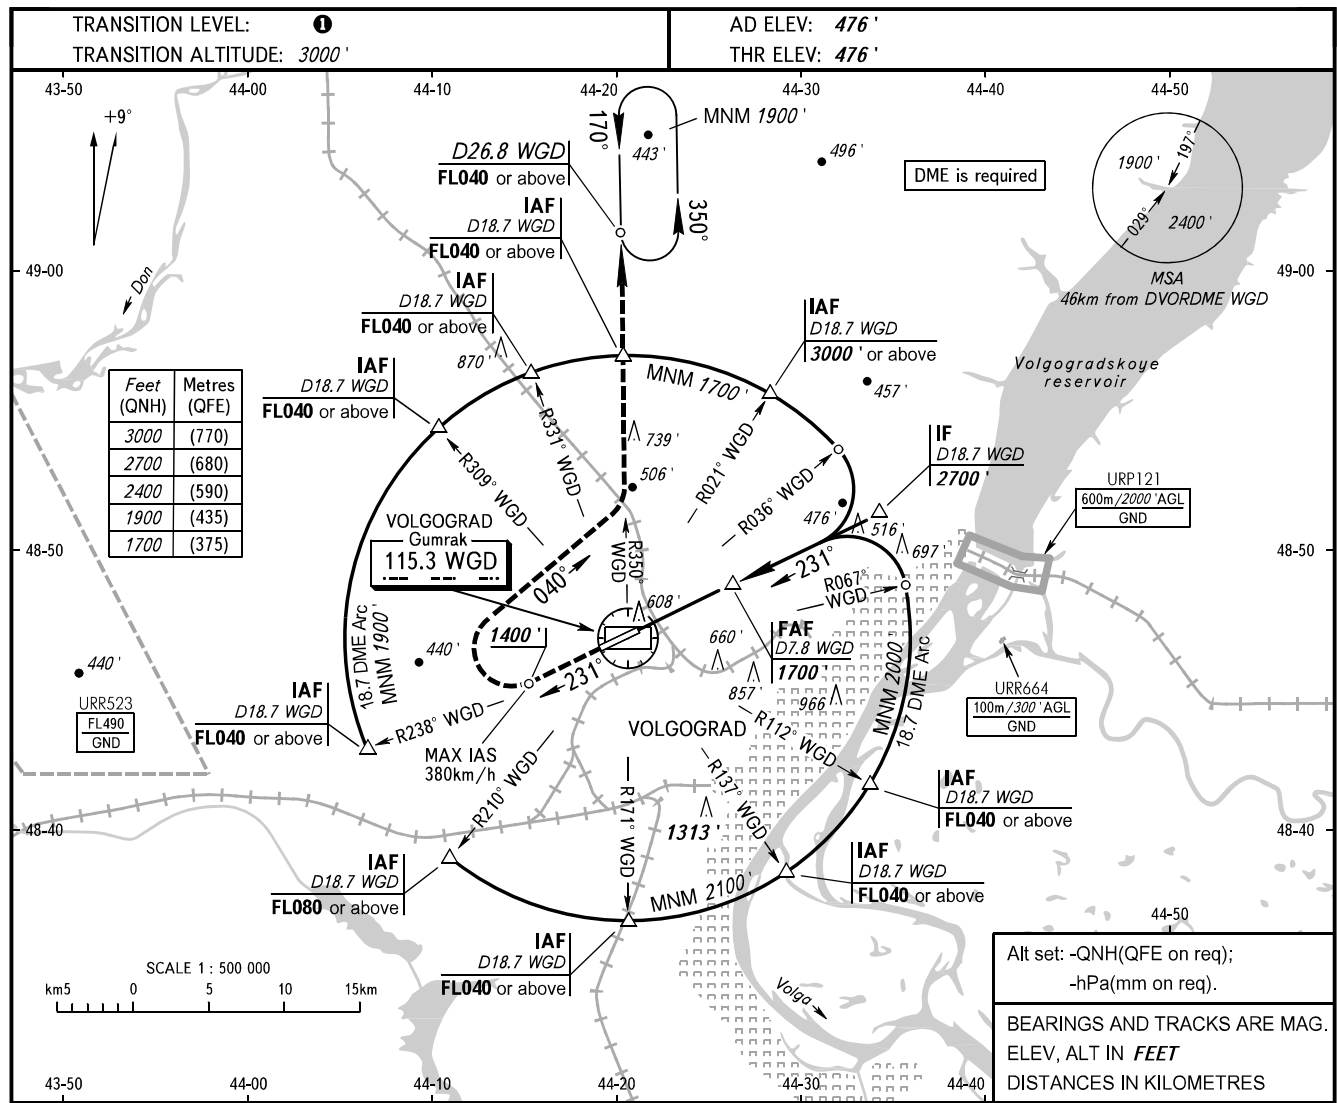 TRANSITION LEVEL: ❶
TRANSITION ALTITUDE: 3000'
AD ELEV: 476'
THR ELEV: 476'
43-50 44-00 44-10 44-20 44-30 44-40 44-50
+9°
170°
443'
350°
MNM 1900'
496'
DME is required
1900'
197°
029°
2400'
MSA
46km from DVORDME WGD
D26.8 WGD
FL040 or above
IAF
D18.7 WGD
FL040 or above
49-00
49-00
Don
IAF
D18.7 WGD
FL040 or above
870'
IAF
D18.7 WGD
3000' or above
IAF
D18.7 WGD
FL040 or above
MNM 1700'
457'
Volgogradskoye
reservoir
Feet Metres
(QNH) (QFE)
3000 (770)
2700 (680)
2400 (590)
1900 (435)
1700 (375)
R309° WGD
R331° WGD
739'
506'
R021° WGD
R036° WGD
IF
D18.7 WGD
2700'
476'
516'
697'
URP121
600m/2000'AGL
GND
48-50
48-50
VOLGOGRAD
Gumrak
115.3 WGD
040°
R350°
WGD
231°
R067°
WGD
608'
1400'
440'
440'
231°
660'
857'
966'
FAF
D7.8 WGD
1700'
18.7 DME Arc
MNM 1900'
MNM 2000'
18.7 DME Arc
URR523
FL490
GND
URR664
100m/300'AGL
GND
IAF
D18.7 WGD
FL040 or above
R238° WGD
MAX IAS
380km/h
VOLGOGRAD
R112° WGD
R210° WGD
R171° WGD
R137° WGD
1313'
IAF
D18.7 WGD
FL040 or above
48-40
48-40
IAF
D18.7 WGD
FL080 or above
MNM 2100'
IAF
D18.7 WGD
FL040 or above
IAF
D18.7 WGD
FL040 or above
44-50
SCALE 1 : 500 000
km5 0 5 10 15km
Volga
Alt set: -QNH(QFE on req);
-hPa(mm on req).
BEARINGS AND TRACKS ARE MAG.
ELEV, ALT IN FEET
DISTANCES IN KILOMETRES
43-50 44-00 44-10 44-20 44-30 44-40